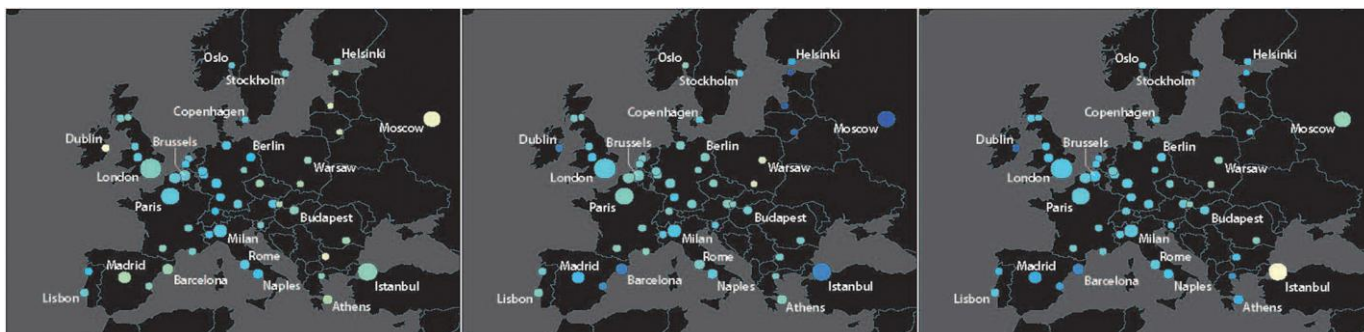 Oslo
Helsinki
Stockholm
Copenhagen
Moscow
Dublin
Brussels
Berlin
London
Warsaw
Paris
Budapest
Milan
Madrid
Rome
Barcelona
Lisbon
Naples
Istanbul
Athens
Oslo
Helsinki
Stockholm
Copenhagen
Moscow
Dublin
Brussels
Berlin
London
Warsaw
Paris
Budapest
Milan
Madrid
Rome
Barcelona
Lisbon
Naples
Istanbul
Athens
Oslo
Helsinki
Stockholm
Copenhagen
Moscow
Dublin
Brussels
Berlin
London
Warsaw
Paris
Budapest
Milan
Madrid
Rome
Barcelona
Lisbon
Naples
Istanbul
Athens